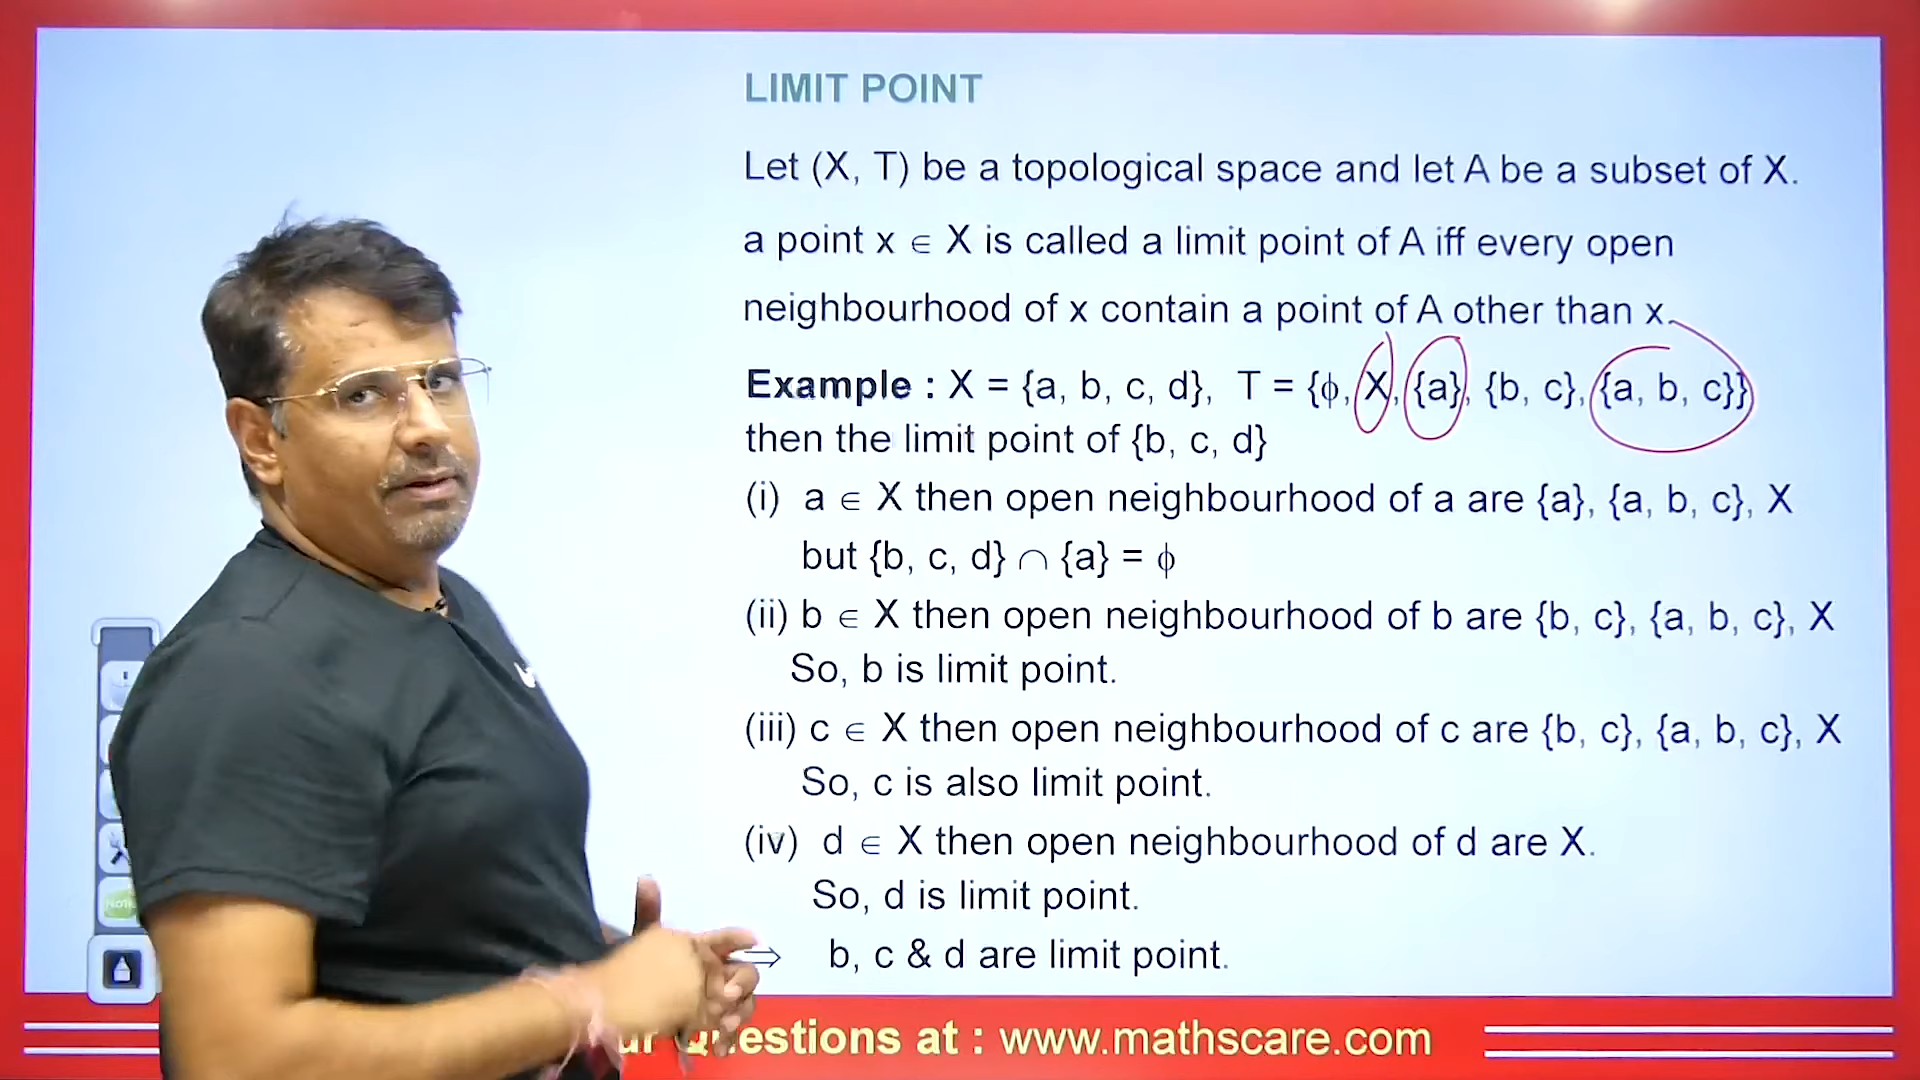 LIMIT POINT
Let (X, T) be a topological space and let A be a subset of X.
a point x ∈ X is called a limit point of A iff every open
neighbourhood of x contain a point of A other than x.
Example : X = {a, b, c, d}, T = {ϕ, X, {a}, {b, c}, {a, b, c}}
then the limit point of {b, c, d}
(i) a ∈ X then open neighbourhood of a are {a}, {a, b, c}, X
but {b, c, d} ∩ {a} = ϕ
(ii) b ∈ X then open neighbourhood of b are {b, c}, {a, b, c}, X
So, b is limit point.
(iii) c ∈ X then open neighbourhood of c are {b, c}, {a, b, c}, X
So, c is also limit point.
(iv) d ∈ X then open neighbourhood of d are X.
So, d is limit point.
⇒ b, c & d are limit point.
at : www.mathscare.com